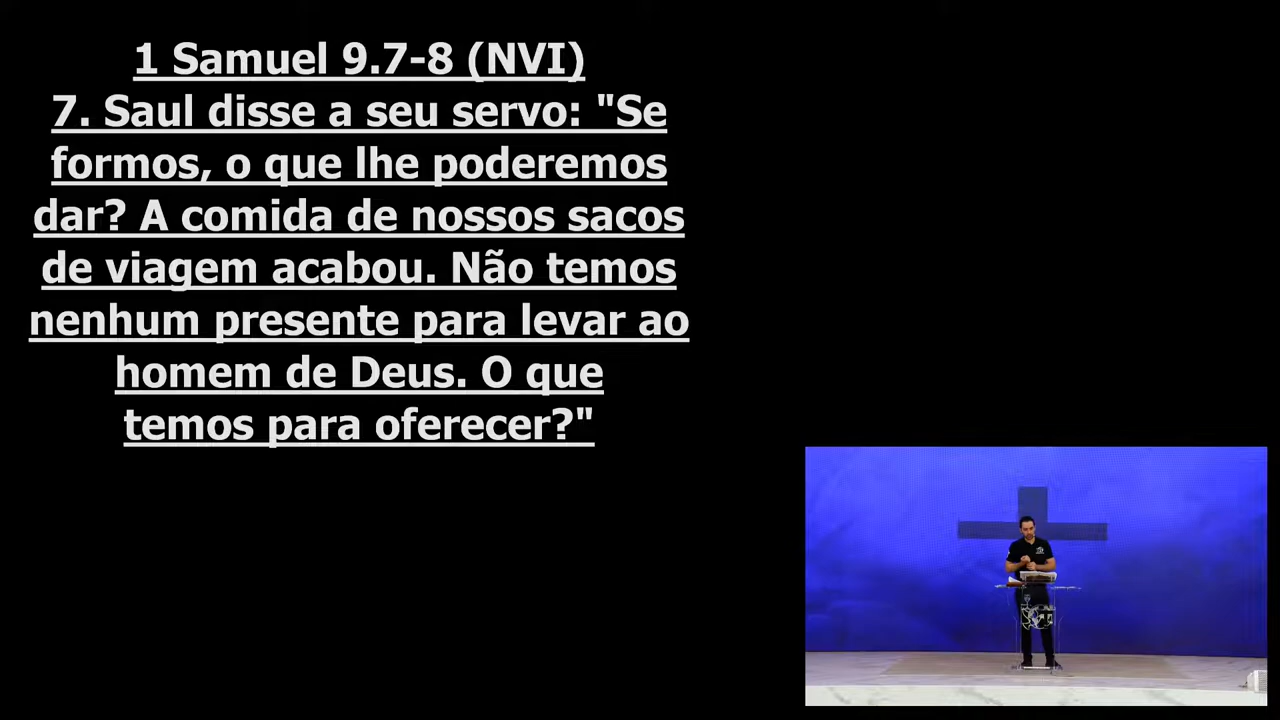 1 Samuel 9.7-8 (NVI)
7. Saul disse a seu servo: "Se
formos, o que lhe poderemos
dar? A comida de nossos sacos
de viagem acabou. Não temos
nenhum presente para levar ao
homem de Deus. O que
temos para oferecer?"